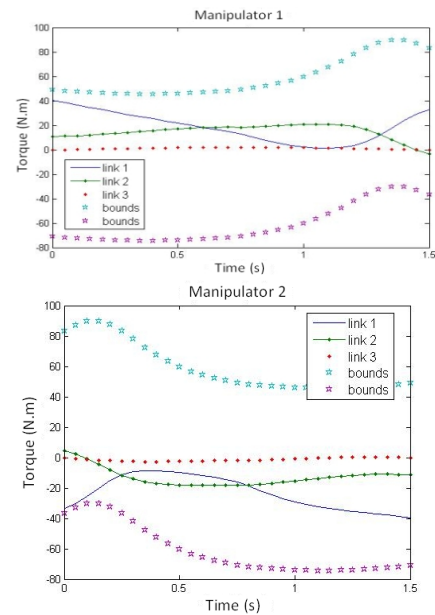 Manipulator 1
100
80
60
40
20
0
-20
-40
-60
-80
Torque (N.m)
link 1
link 2
link 3
bounds
bounds
0
0.5
1
1.5
Time (s)
Manipulator 2
100
80
60
40
20
0
-20
-40
-60
-80
Torque (N.m)
link 1
link 2
link 3
bounds
bounds
0
0.5
1
1.5
Time (s)